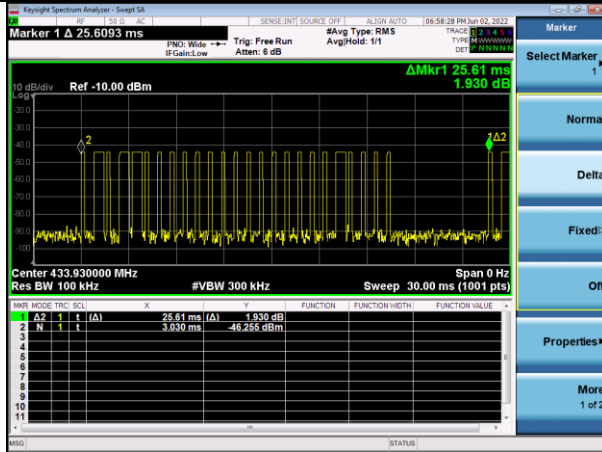 Keysight Spectrum Analyzer - Swept SA
RF 50 Ω AC SENSE:INT SOURCE OFF ALIGN AUTO 06:58:28 PM Jun 02, 2022
Marker 1 Δ 25.6093 ms
PNO: Wide
IFGain:Low
Trig: Free Run
Atten: 6 dB
#Avg Type: RMS
Avg|Hold: 1/1
TRACE 1 2 3 4 5 6
TYPE M W W W W W
DET P N N N N N
ΔMkr1 25.61 ms
1.930 dB
10 dB/div Ref -10.00 dBm
Log
-20.0
-30.0
-40.0
-50.0
-60.0
-70.0
-80.0
-90.0
-100
2
1Δ2
Center 433.930000 MHz Span 0 Hz
Res BW 100 kHz #VBW 300 kHz Sweep 30.00 ms (1001 pts)
MKR MODE TRC SCL X Y FUNCTION FUNCTION WIDTH FUNCTION VALUE
1 Δ2 1 t (Δ) 25.61 ms (Δ) 1.930 dB
2 N 1 t 3.030 ms -46.255 dBm
3
4
5
6
7
8
9
10
11
MSG STATUS
Marker
Select Marker
1
Norma
Delta
Fixed
Off
Properties
More
1 of 2